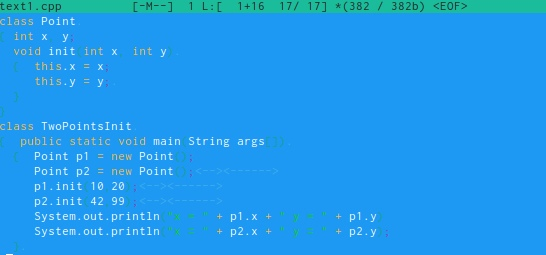 text1.cpp [-M--] 1 L:[ 1+16 17/ 17] *(382 / 382b) <EOF>
class Point
{ int x, y;
void init(int x, int y)
{ this.x = x;
this.y = y;
}
}
class TwoPointsInit
{ public static void main(String args[])
{ Point p1 = new Point();
Point p2 = new Point();<--><------>
p1.init(10,20);<--><------>
p2.init(42,99);<--><------>
System.out.println("x = " + p1.x + " y = " + p1.y)
System.out.println("x = " + p2.x + " y = " + p2.y);
}